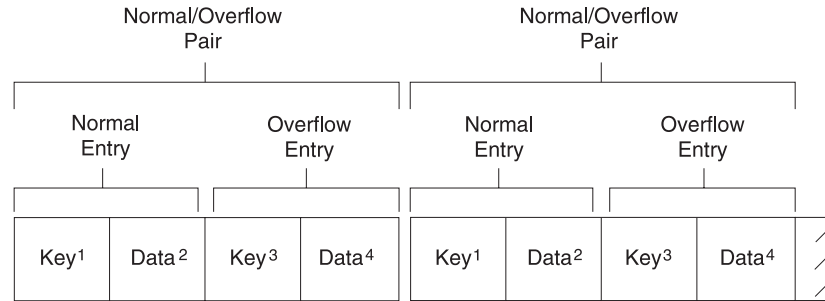 Normal/Overflow
Pair
Normal/Overflow
Pair
Normal
Entry
Overflow
Entry
Normal
Entry
Overflow
Entry
Key¹ Data² Key³ Data⁴ Key¹ Data² Key³ Data⁴